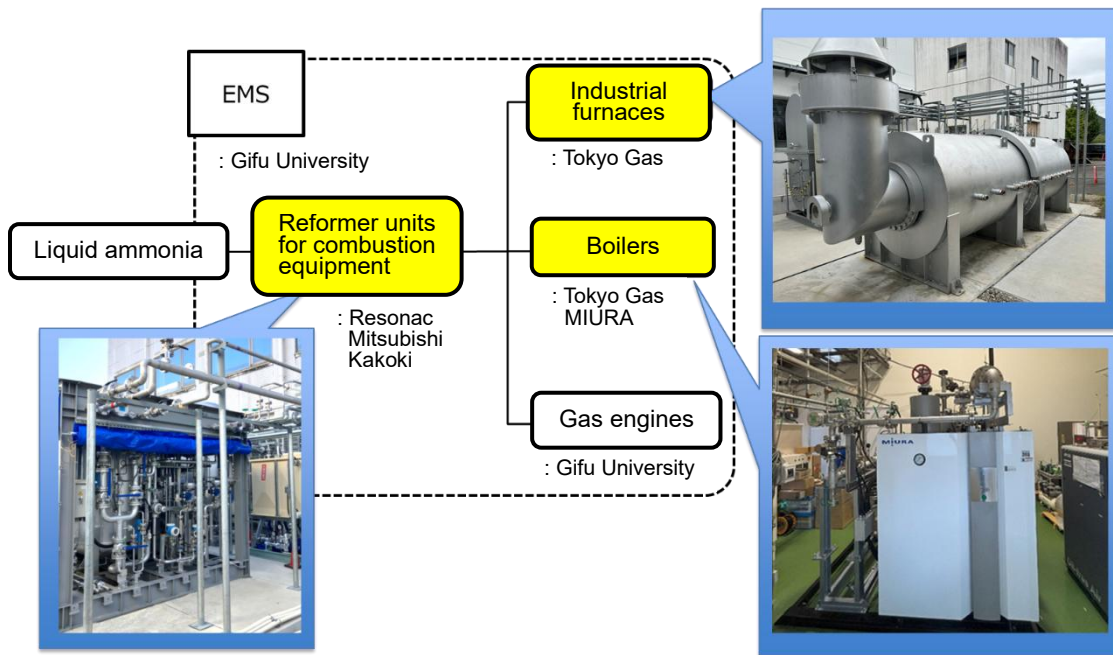 EMS
: Gifu University
Industrial
furnaces
: Tokyo Gas
Liquid ammonia
Reformer units
for combustion
equipment
: Resonac
Mitsubishi
Kakoki
Boilers
: Tokyo Gas
MIURA
Gas engines
: Gifu University
MIURA